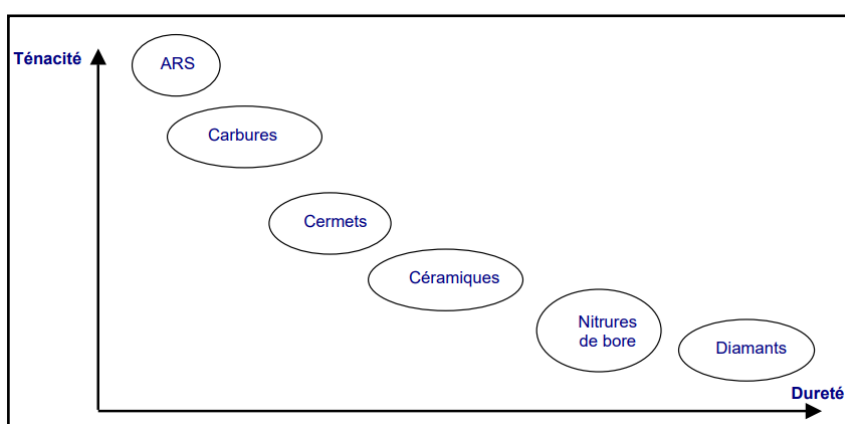 Ténacité
ARS
Carbures
Cermets
Céramiques
Nitrures
de bore
Diamants
Dureté